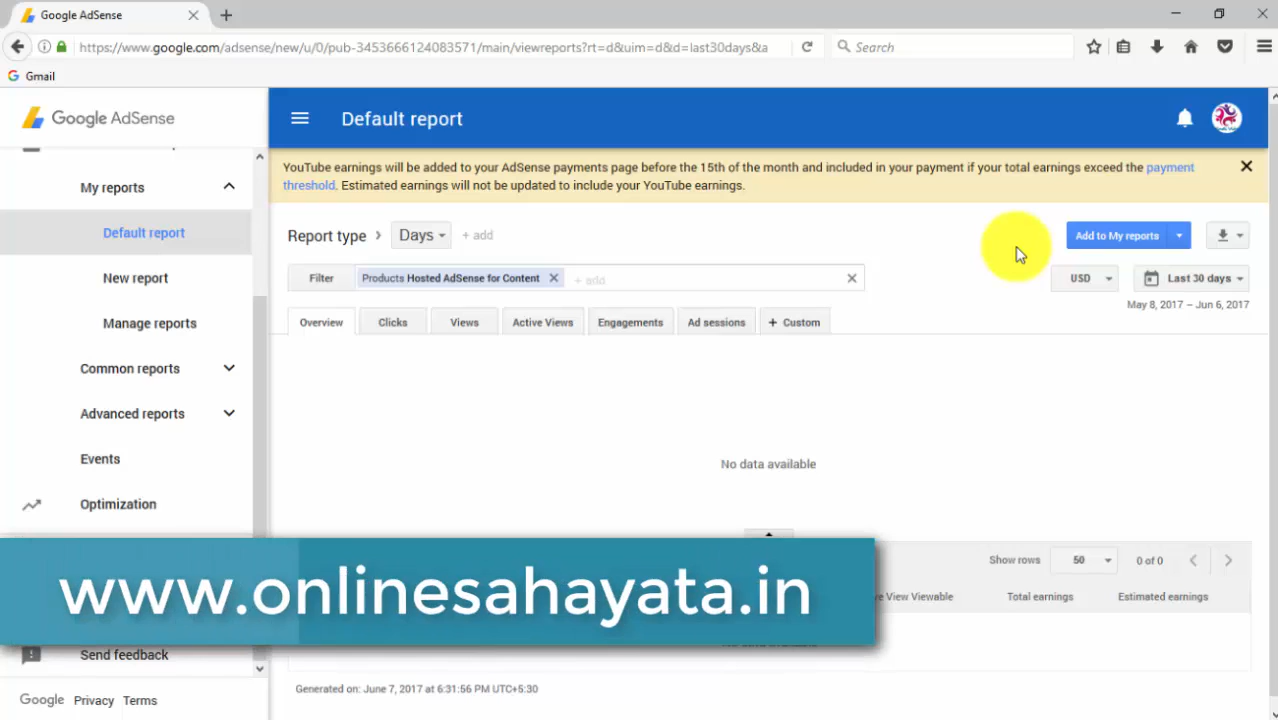 Google AdSense
https://www.google.com/adsense/new/u/0/pub-3453666124083571/main/viewreports?rt=d&uim=d&d=last30days&a
Search
Gmail
Google AdSense
Default report
YouTube earnings will be added to your AdSense payments page before the 15th of the month and included in your payment if your total earnings exceed the payment
threshold. Estimated earnings will not be updated to include your YouTube earnings.
My reports
Default report
New report
Manage reports
Common reports
Advanced reports
Events
Optimization
Report type > Days + add
Add to My reports
Filter Products Hosted AdSense for Content + add
USD Last 30 days
May 8, 2017 – Jun 6, 2017
Overview Clicks Views Active Views Engagements Ad sessions + Custom
No data available
Show rows 50 0 of 0
ve View Viewable Total earnings Estimated earnings
www.onlinesahayata.in
Send feedback
Generated on: June 7, 2017 at 6:31:56 PM UTC+5:30
Google Privacy Terms